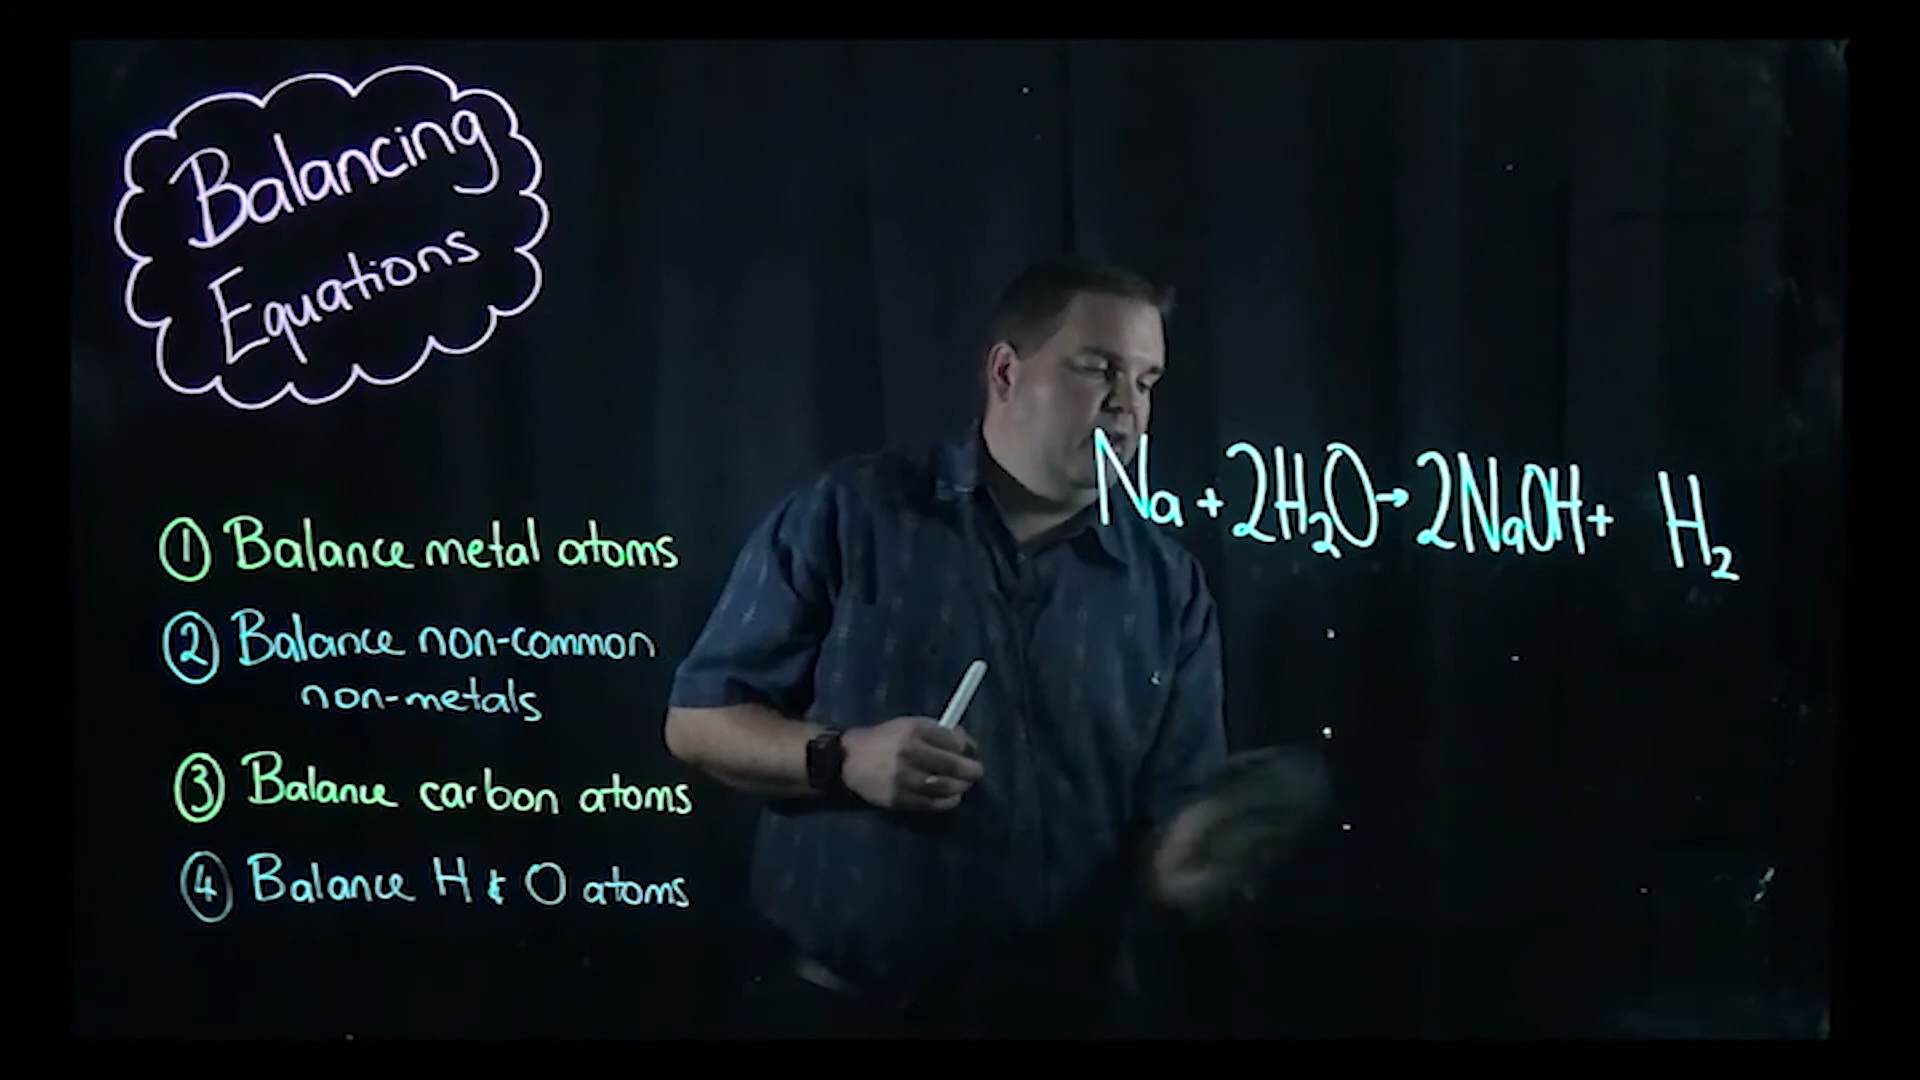 Balancing
Equations
① Balance metal atoms
② Balance non-common
non-metals
③ Balance carbon atoms
④ Balance H & O atoms
Na + 2H₂O → 2NaOH + H₂